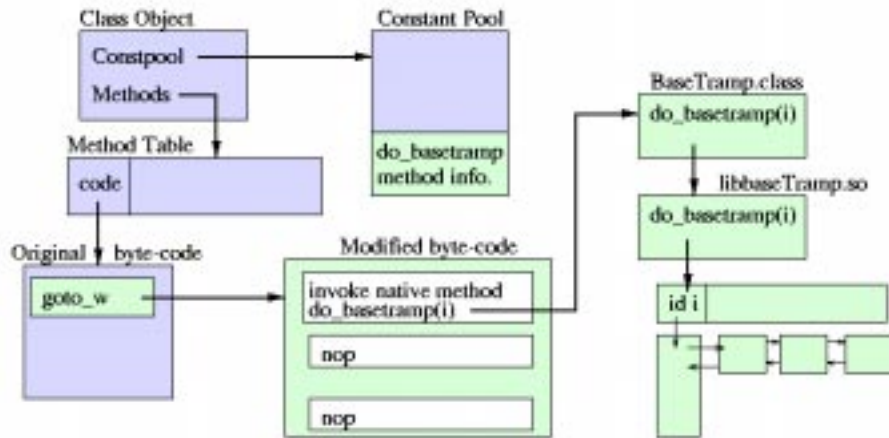 Class Object
Constpool
Methods
Constant Pool
do_basetramp
method info.
Method Table
code
Original byte-code
goto_w
Modified byte-code
invoke native method
do_basetramp(i)
nop
nop
BaseTramp.class
do_basetramp(i)
libbaseTramp.so
do_basetramp(i)
id i